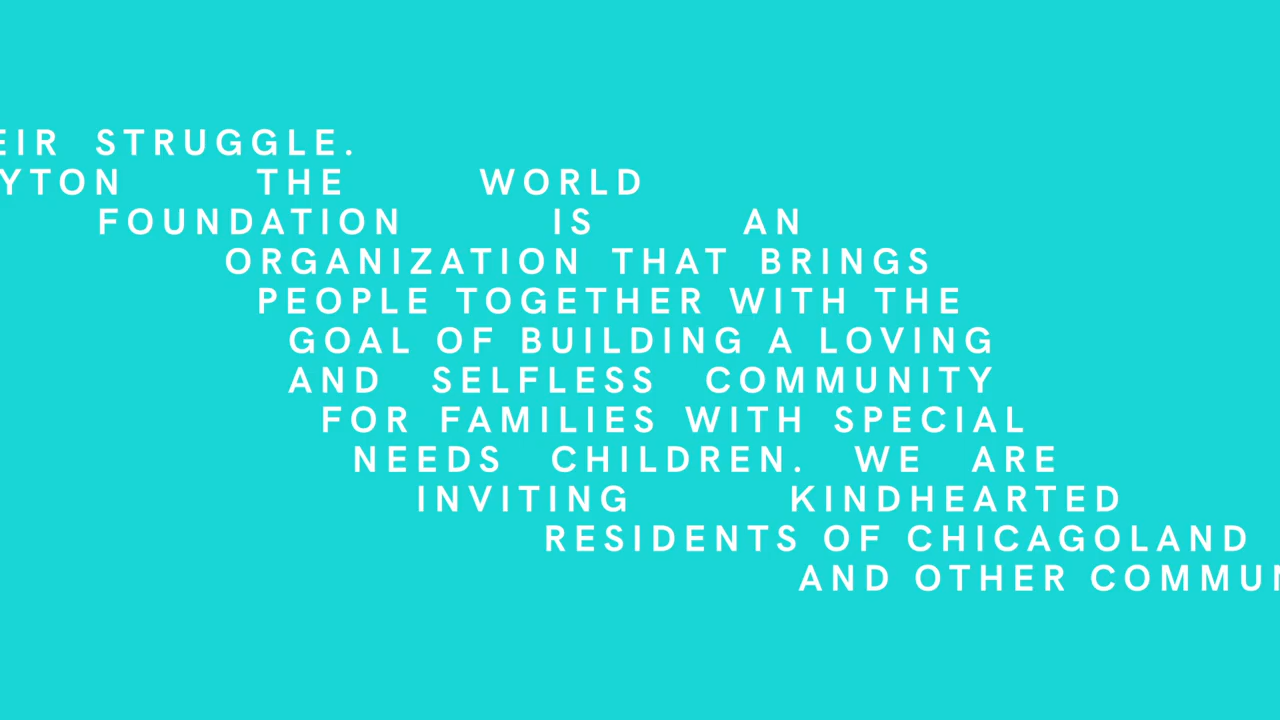 EIR STRUGGLE.
YTON THE WORLD
FOUNDATION IS AN
ORGANIZATION THAT BRINGS
PEOPLE TOGETHER WITH THE
GOAL OF BUILDING A LOVING
AND SELFLESS COMMUNITY
FOR FAMILIES WITH SPECIAL
NEEDS CHILDREN. WE ARE
INVITING KINDHEARTED
RESIDENTS OF CHICAGOLAND
AND OTHER COMMUN